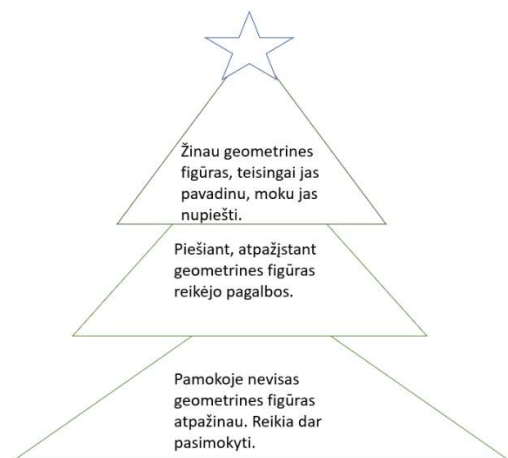 Žinau geometrines
figūras, teisingai jas
pavadinu, moku jas
nupiešti.
Piešiant, atpažįstant
geometrines figūras
reikėjo pagalbos.
Pamokoje nevisas
geometrines figūras
atpažinau. Reikia dar
pasimokyti.